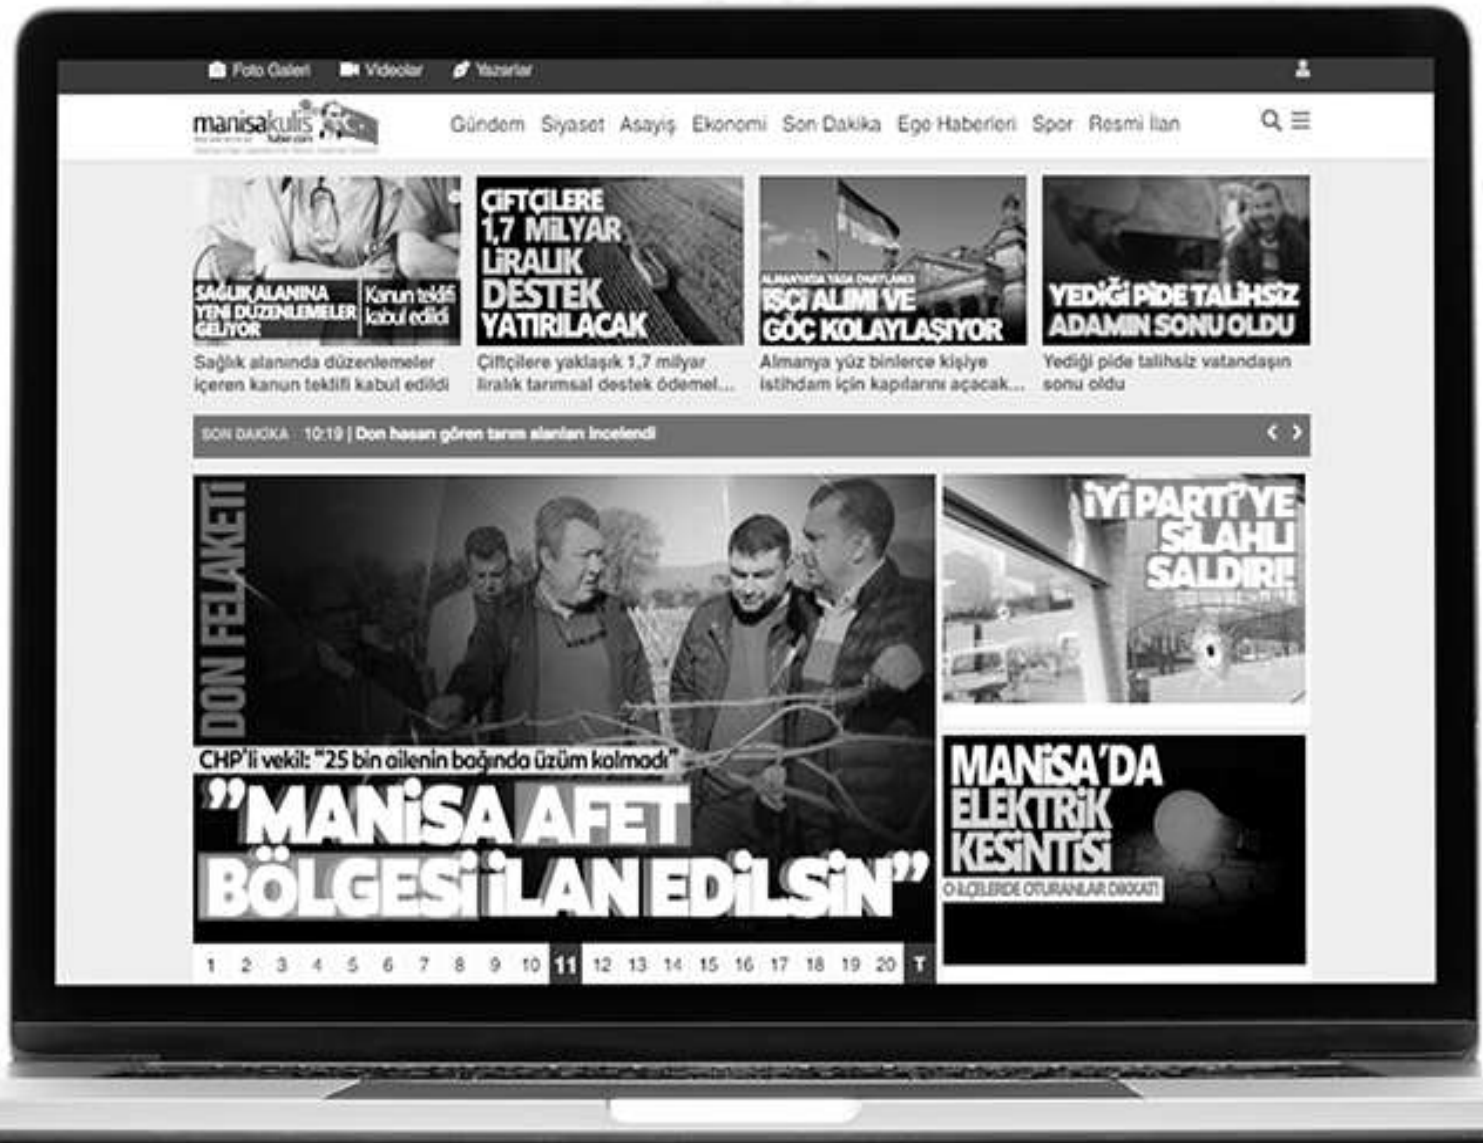 Foto Galeri Videolar Yazarlar
manisakulis
haber.com
Gündem Siyaset Asayiş Ekonomi Son Dakika Ege Haberleri Spor Resmi İlan
SAĞLIK ALANINA
YENİ DÜZENLEMELER
GELİYOR
Kanun teklifi
kabul edildi
Sağlık alanında düzenlemeler
içeren kanun teklifi kabul edildi
ÇİFTÇİLERE
1,7 MİLYAR
LİRALIK
DESTEK
YATIRILACAK
Çiftçilere yaklaşık 1,7 milyar
liralık tarımsal destek ödemel...
ALMANYA'DA YASA ONAYLANDI
İŞÇİ ALIMI VE
GÖÇ KOLAYLAŞIYOR
Almanya yüz binlerce kişiye
istihdam için kapılarını açacak...
YEDİĞİ PİDE TALİHSİZ
ADAMIN SONU OLDU
Yediği pide talihsiz vatandaşın
sonu oldu
SON DAKİKA 10:19 | Don hasarı gören tarım alanları incelendi
DON FELAKETİ
CHP'li vekil: "25 bin ailenin bağında üzüm kalmadı"
"MANİSA AFET
BÖLGESİ İLAN EDİLSİN"
1 2 3 4 5 6 7 8 9 10 11 12 13 14 15 16 17 18 19 20 T
İYİ PARTİ'YE
SİLAHLI
SALDIRI!
MANİSA'DA
ELEKTRİK
KESİNTİSİ
O İLÇELERDE OTURANLAR DİKKAT!